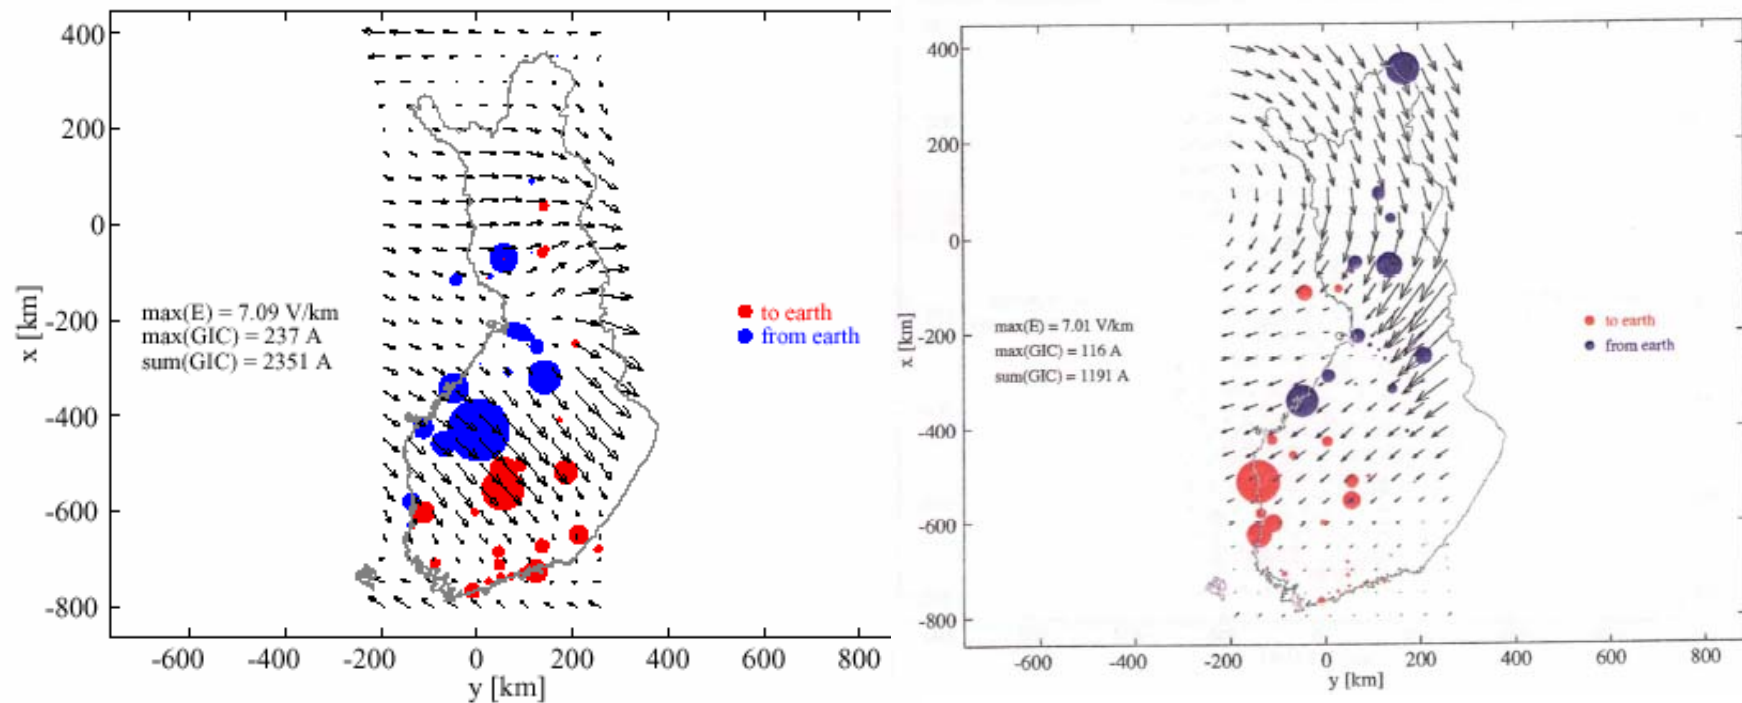 400
200
0
-200
-400
-600
-800
x [km]
max(E) = 7.09 V/km
max(GIC) = 237 A
sum(GIC) = 2351 A
to earth
from earth
-600
-400
-200
0
200
400
600
800
y [km]
400
200
0
-200
-400
-600
-800
x [km]
max(E) = 7.01 V/km
max(GIC) = 116 A
sum(GIC) = 1191 A
to earth
from earth
-600
-400
-200
0
200
400
600
800
y [km]